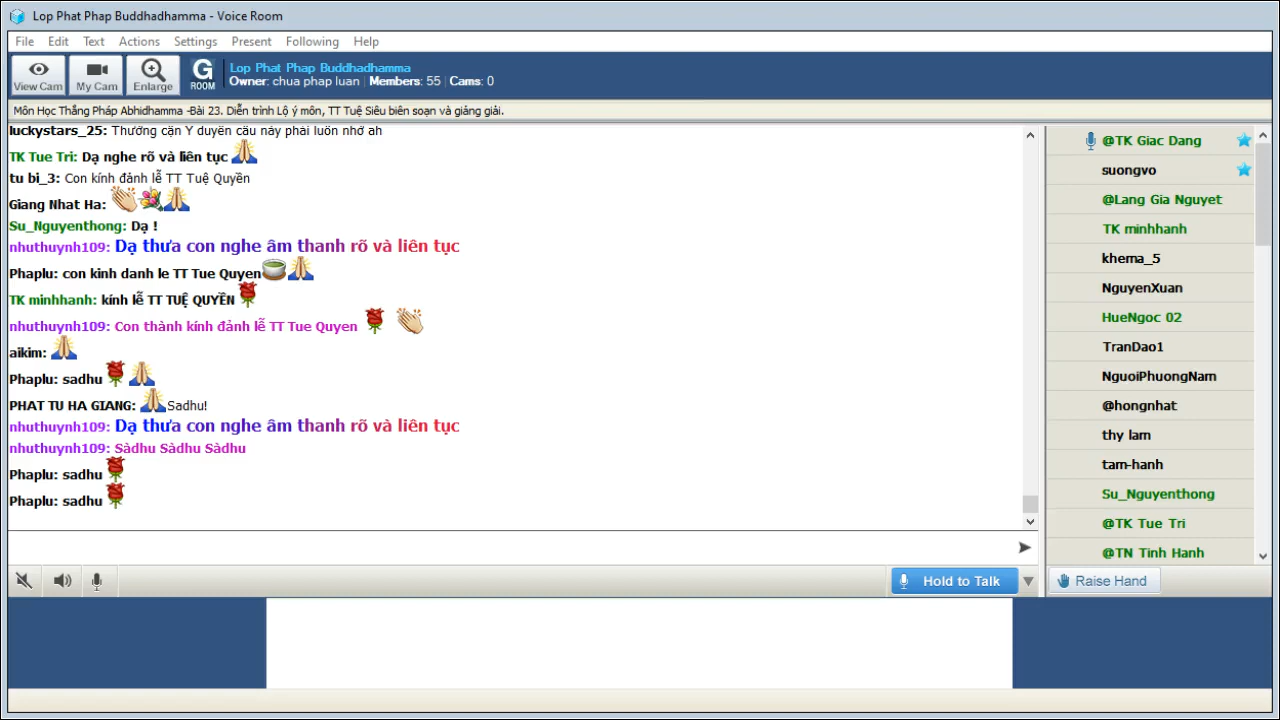 Lop Phat Phap Buddhadhamma - Voice Room
File Edit Text Actions Settings Present Following Help
View Cam My Cam Enlarge G ROOM
Lop Phat Phap Buddhadhamma
Owner: chua phap luan Members: 55 Cams: 0
Môn Học Thắng Pháp Abhidhamma -Bài 23. Diễn trình Lộ ý môn, TT Tuệ Siêu biên soạn và giảng giải.
luckystars_25: Thường cận Y duyên câu này phải luôn nhớ ah
TK Tue Tri: Dạ nghe rõ và liên tục
tu bi_3: Con kính đảnh lễ TT Tuệ Quyền
Giang Nhat Ha:
Su_Nguyenthong: Dạ !
nhuthuynh109: Dạ thưa con nghe âm thanh rõ và liên tục
Phaplu: con kinh danh le TT Tue Quyen
TK minhhanh: kính lễ TT TUỆ QUYỀN
nhuthuynh109: Con thành kính đảnh lễ TT Tue Quyen
aikim:
Phaplu: sadhu
PHAT TU HA GIANG: Sadhu!
nhuthuynh109: Dạ thưa con nghe âm thanh rõ và liên tục
nhuthuynh109: Sàdhu Sàdhu Sàdhu
Phaplu: sadhu
Phaplu: sadhu
Hold to Talk
@TK Giac Dang
suongvo
@Lang Gia Nguyet
TK minhhanh
khema_5
NguyenXuan
HueNgoc 02
TranDao1
NguoiPhuongNam
@hongnhat
thy lam
tam-hanh
Su_Nguyenthong
@TK Tue Tri
@TN Tinh Hanh
Raise Hand